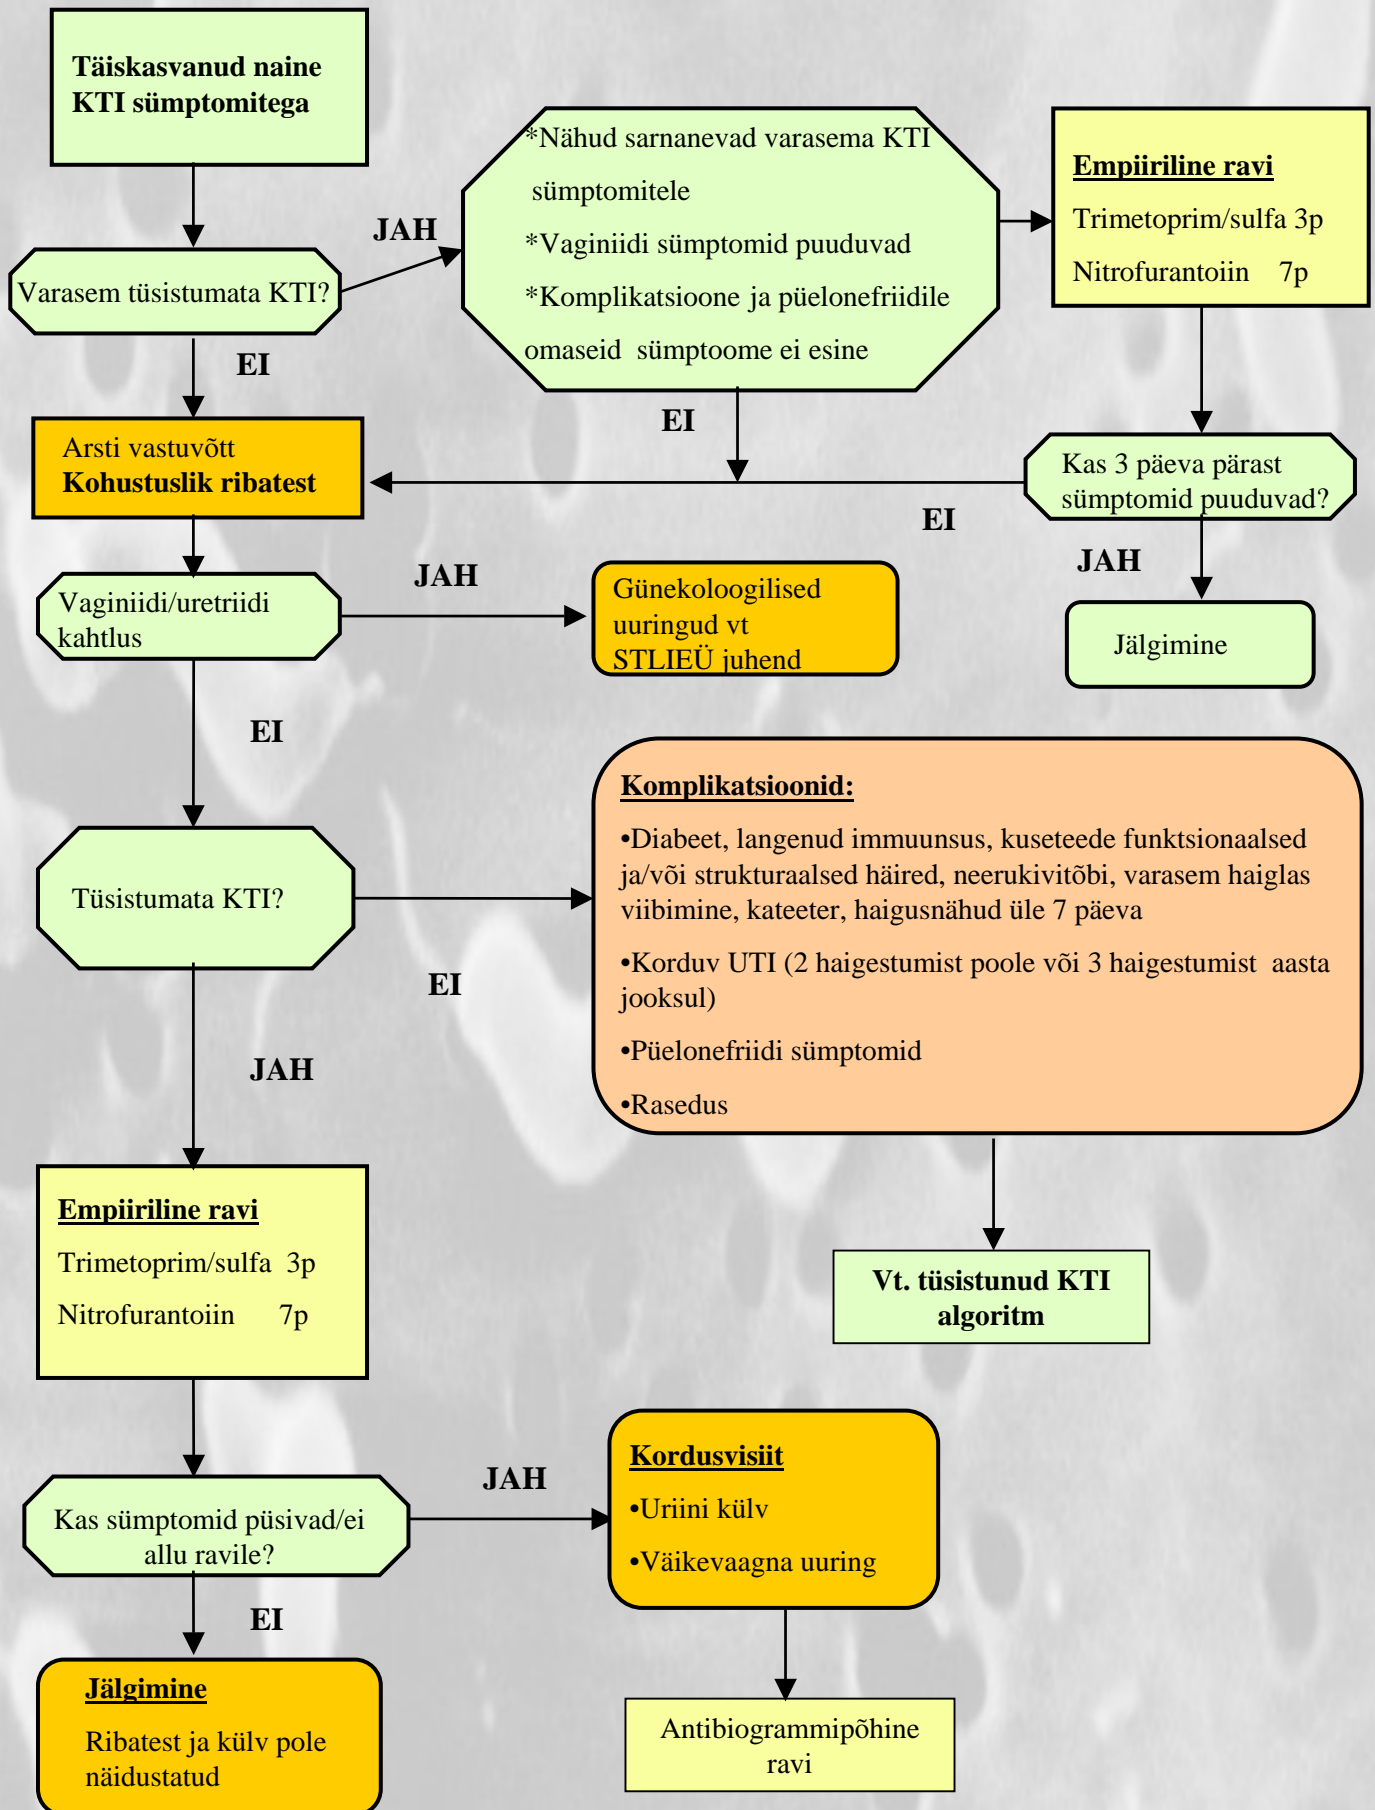 Täiskasvanud naine
KTI sümptomitega
JAH
*Nähud sarnanevad varasema KTI
sümptomitele
*Vaginiidi sümptomid puuduvad
*Komplikatsioone ja püelonefriidile
omaseid sümptoome ei esine
Empiiriline ravi
Trimetoprim/sulfa 3p
Nitrofurantoiin 7p
Varasem tüsistumata KTI?
EI
EI
Arsti vastuvõtt
Kohustuslik ribatest
Kas 3 päeva pärast
sümptomid puuduvad?
EI
JAH
Jälgimine
Vaginiidi/uretriidi
kahtlus
JAH
Günekoloogilised
uuringud vt
STLIEÜ juhend
EI
Tüsistumata KTI?
EI
Komplikatsioonid:
•Diabeet, langenud immuunsus, kuseteede funktsionaalsed
ja/või strukturaalsed häired, neerukivitõbi, varasem haiglas
viibimine, kateeter, haigusnähud üle 7 päeva
•Korduv UTI (2 haigestumist poole või 3 haigestumist aasta
jooksul)
•Püelonefriidi sümptomid
•Rasedus
JAH
Vt. tüsistunud KTI
algoritm
Empiiriline ravi
Trimetoprim/sulfa 3p
Nitrofurantoiin 7p
Kas sümptomid püsivad/ei
allu ravile?
JAH
Kordusvisiit
•Uriini külv
•Väikevaagna uuring
EI
Jälgimine
Ribatest ja külv pole
näidustatud
Antibiogrammipõhine
ravi